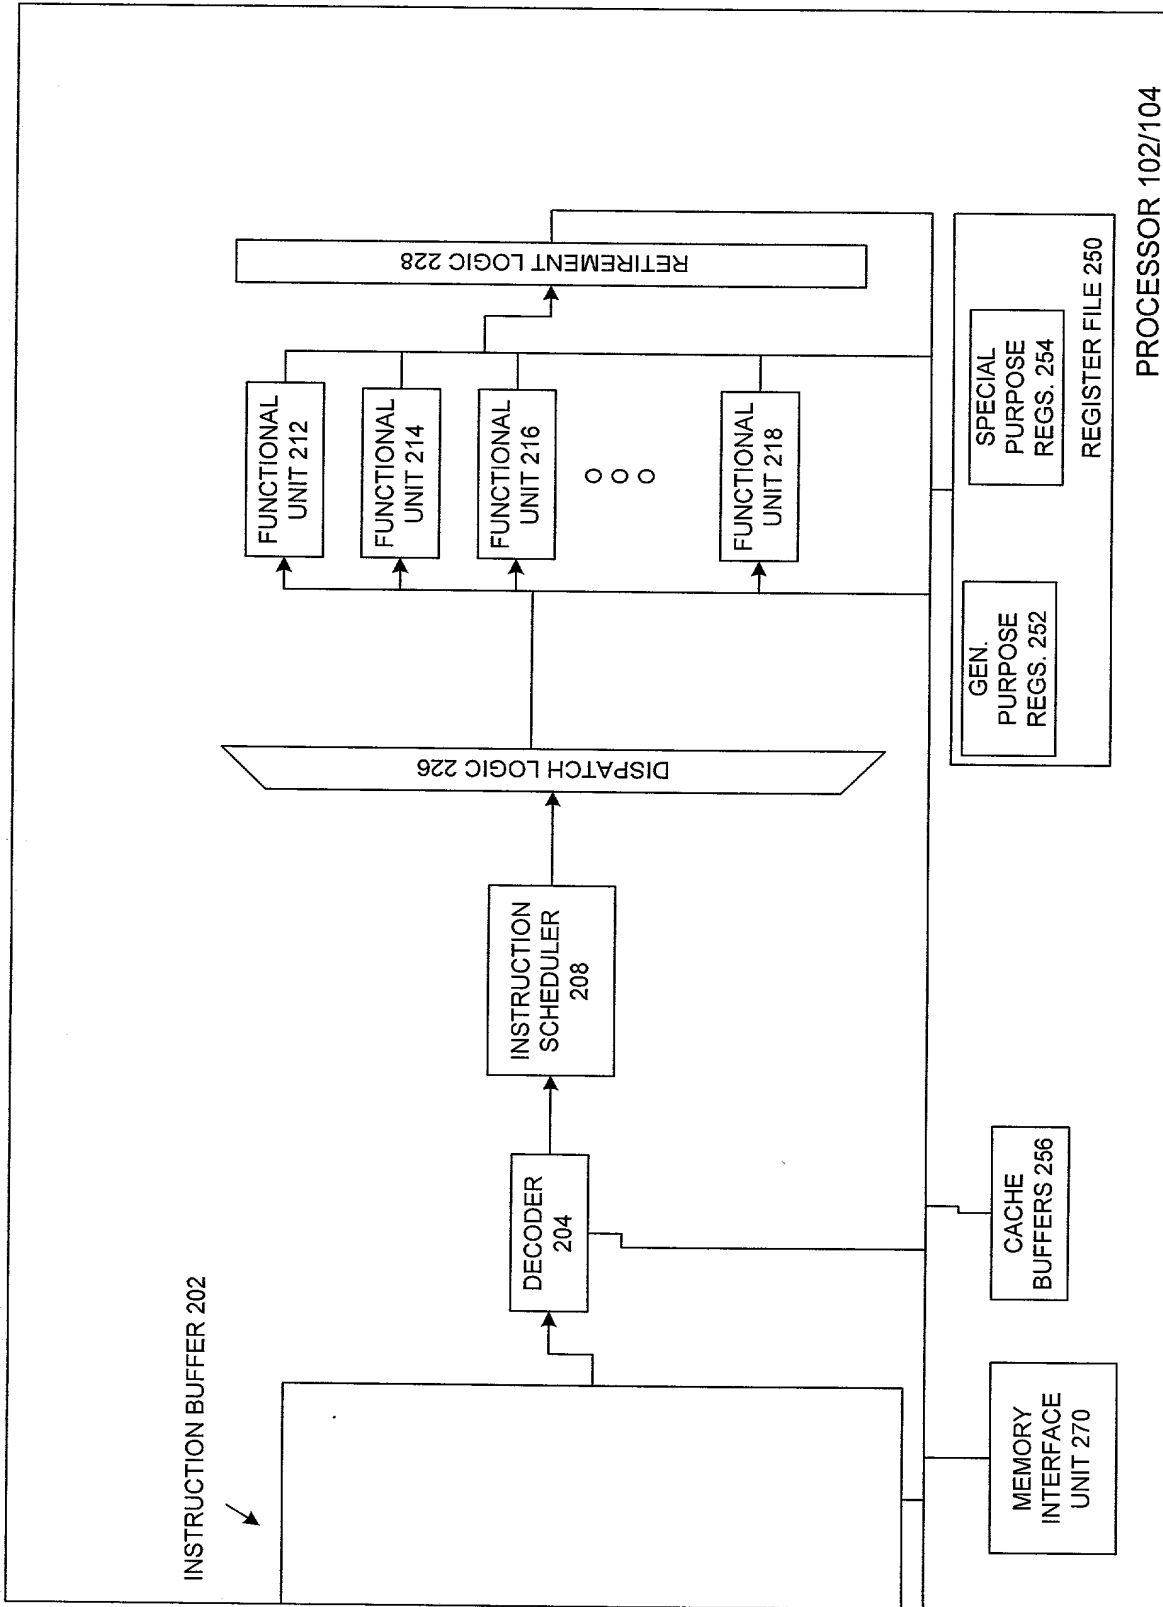 INSTRUCTION BUFFER 202
DECODER
204
INSTRUCTION
SCHEDULER
208
DISPATCH LOGIC 226
FUNCTIONAL
UNIT 212
FUNCTIONAL
UNIT 214
FUNCTIONAL
UNIT 216
FUNCTIONAL
UNIT 218
RETIREMENT LOGIC 228
MEMORY
INTERFACE
UNIT 270
CACHE
BUFFERS 256
GEN.
PURPOSE
REGS. 252
SPECIAL
PURPOSE
REGS. 254
REGISTER FILE 250
PROCESSOR 102/104